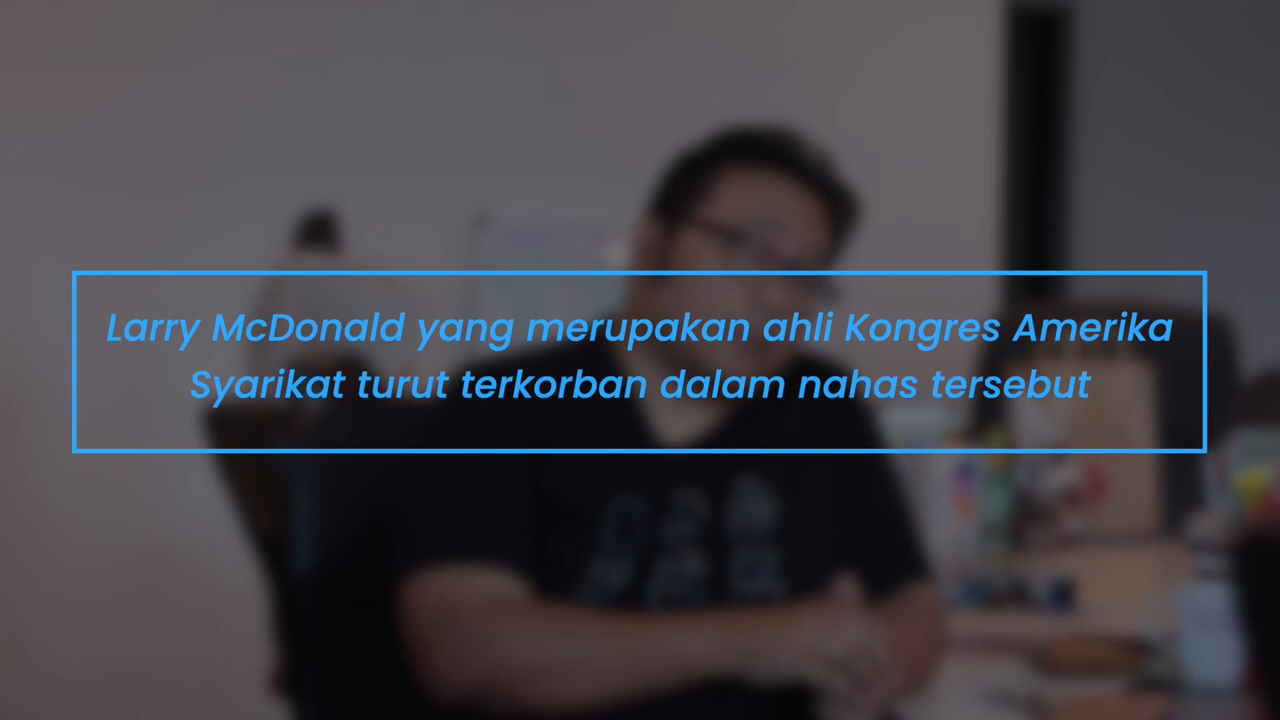 Larry McDonald yang merupakan ahli Kongres Amerika
Syarikat turut terkorban dalam nahas tersebut